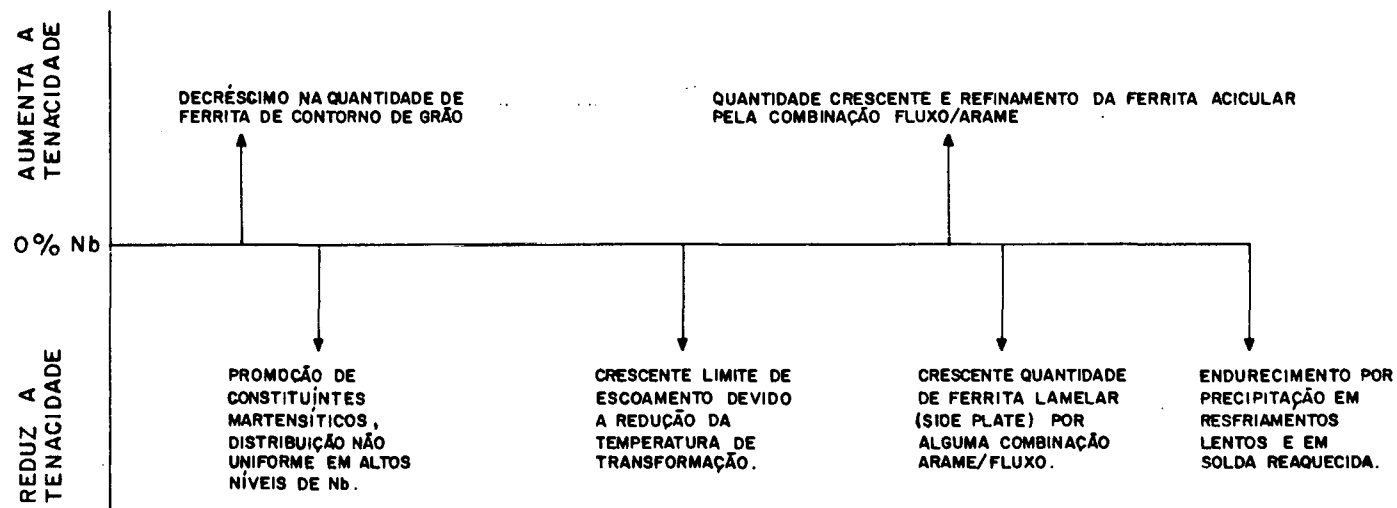 AUMENTA A
TENACIDADE
DECRÉSCIMO NA QUANTIDADE DE
FERRITA DE CONTORNO DE GRÃO
QUANTIDADE CRESCENTE E REFINAMENTO DA FERRITA ACICULAR
PELA COMBINAÇÃO FLUXO/ARAME
0% Nb
REDUZ A
TENACIDADE
PROMOÇÃO DE
CONSTITUÍNTES
MARTENSÍTICOS,
DISTRIBUIÇÃO NÃO
UNIFORME EM ALTOS
NÍVEIS DE Nb.
CRESCENTE LIMITE DE
ESCOAMENTO DEVIDO
A REDUÇÃO DA
TEMPERATURA DE
TRANSFORMAÇÃO.
CRESCENTE QUANTIDADE
DE FERRITA LAMELAR
(SIDE PLATE) POR
ALGUMA COMBINAÇÃO
ARAME/FLUXO.
ENDURECIMENTO POR
PRECIPITAÇÃO EM
RESFRIAMENTOS
LENTOS E EM
SOLDA REAQUECIDA.